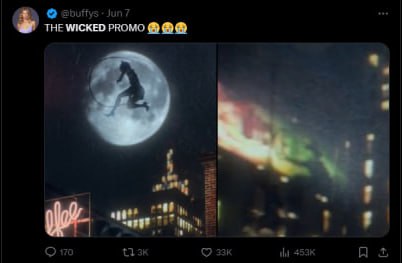 @buffys · Jun 7
THE WICKED PROMO 😭😭😭
170
3K
33K
453K